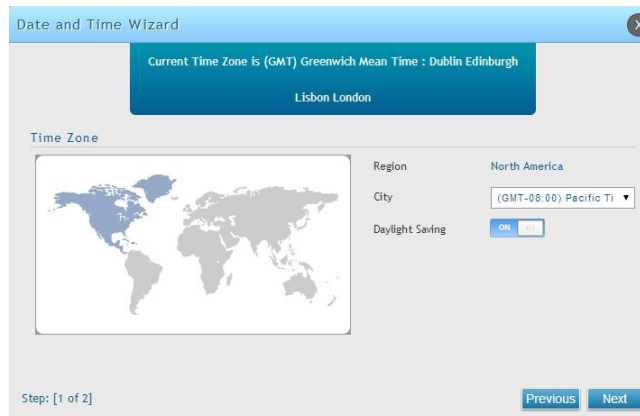 Date and Time Wizard
X
Current Time Zone is (GMT) Greenwich Mean Time : Dublin Edinburgh
Lisbon London
Time Zone
Region North America
City (GMT-08:00) Pacific Ti
Daylight Saving ON
Step: [1 of 2]
Previous Next